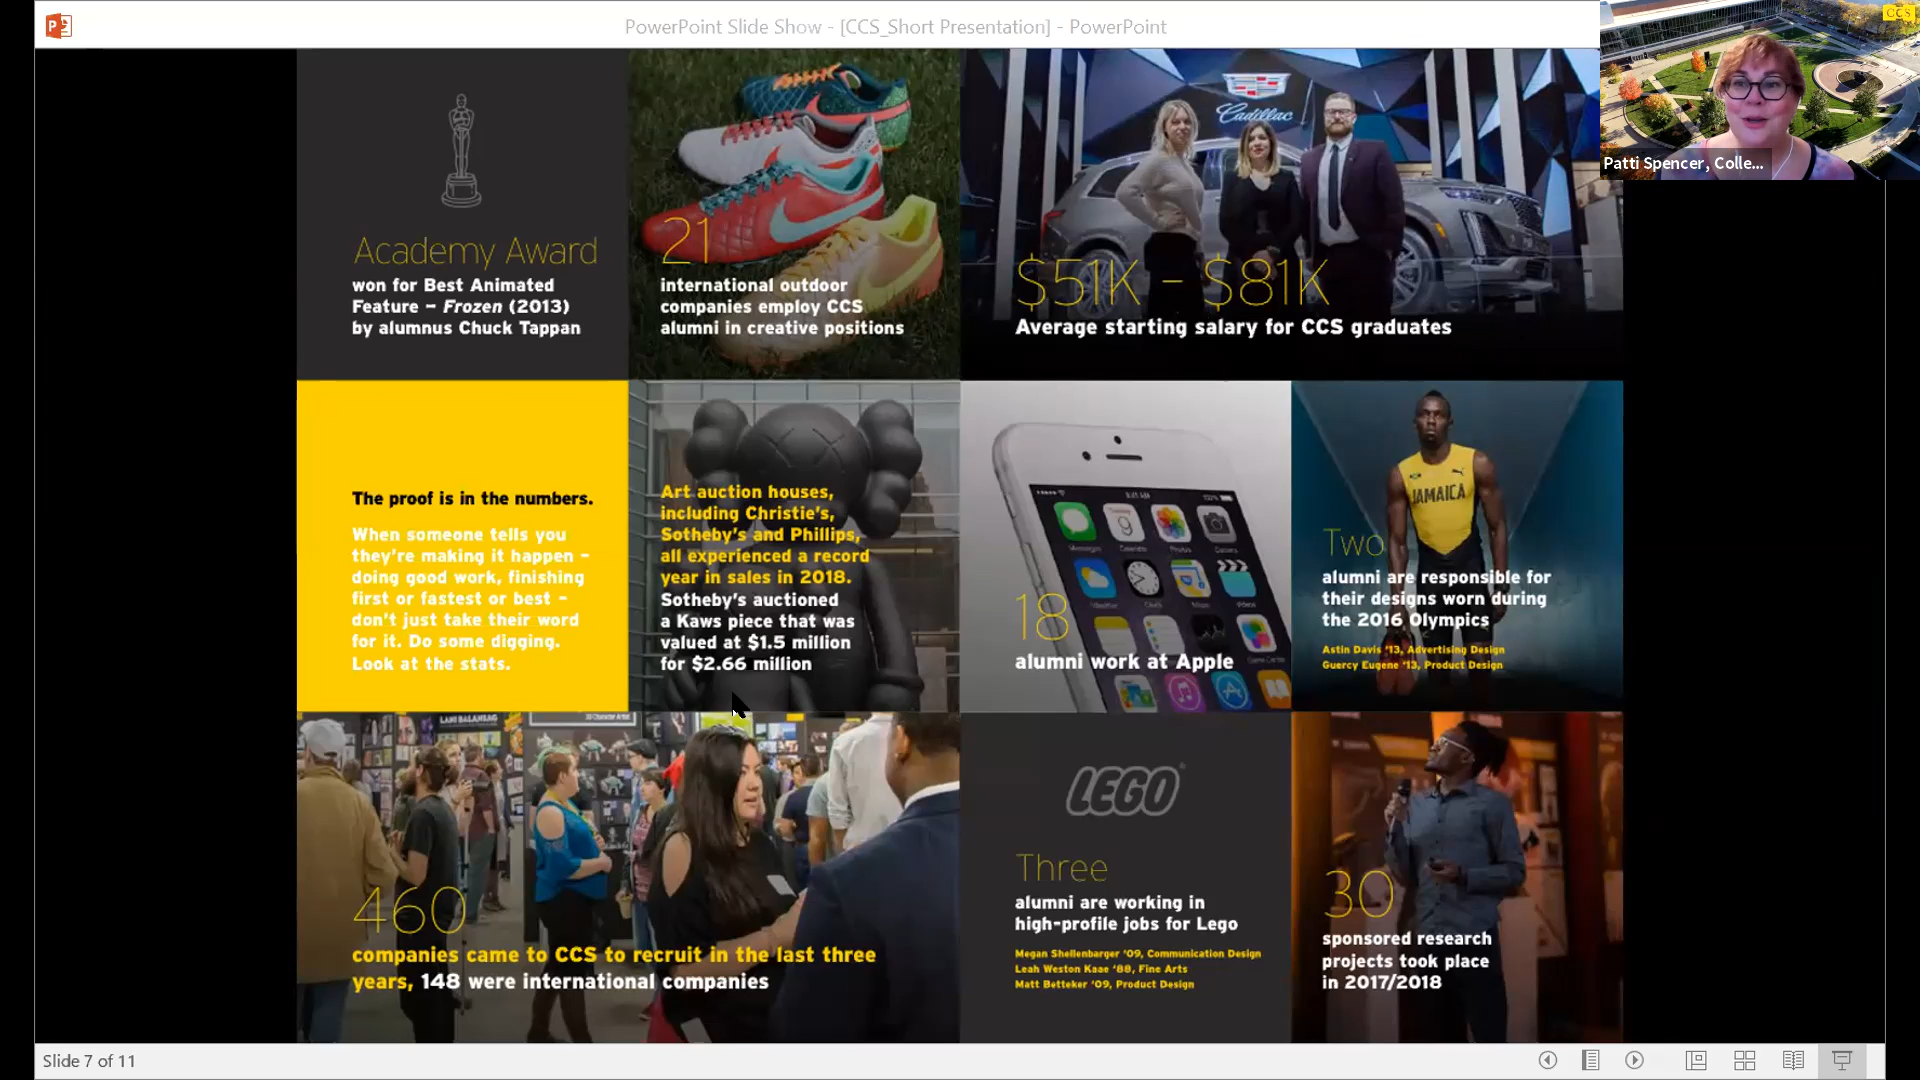 PowerPoint Slide Show - [CCS_Short Presentation] - PowerPoint
CCS
Patti Spencer, Colle...
Academy Award
won for Best Animated
Feature – Frozen (2013)
by alumnus Chuck Tappan
21
international outdoor
companies employ CCS
alumni in creative positions
Cadillac
$51K – $81K
Average starting salary for CCS graduates
The proof is in the numbers.
When someone tells you
they're making it happen –
doing good work, finishing
first or fastest or best –
don't just take their word
for it. Do some digging.
Look at the stats.
Art auction houses,
including Christie's,
Sotheby's and Phillips,
all experienced a record
year in sales in 2018.
Sotheby's auctioned
a Kaws piece that was
valued at $1.5 million
for $2.66 million
9:41 AM
9
18
alumni work at Apple
JAMAICA
Two
alumni are responsible for
their designs worn during
the 2016 Olympics
Astin Davis '13, Advertising Design
Guercy Eugene '13, Product Design
LANI BALANSAG
3D Character Artist
460
companies came to CCS to recruit in the last three
years, 148 were international companies
LEGO
Three
alumni are working in
high-profile jobs for Lego
Megan Shellenbarger '09, Communication Design
Leah Weston Kaae '88, Fine Arts
Matt Betteker '09, Product Design
30
sponsored research
projects took place
in 2017/2018
Slide 7 of 11